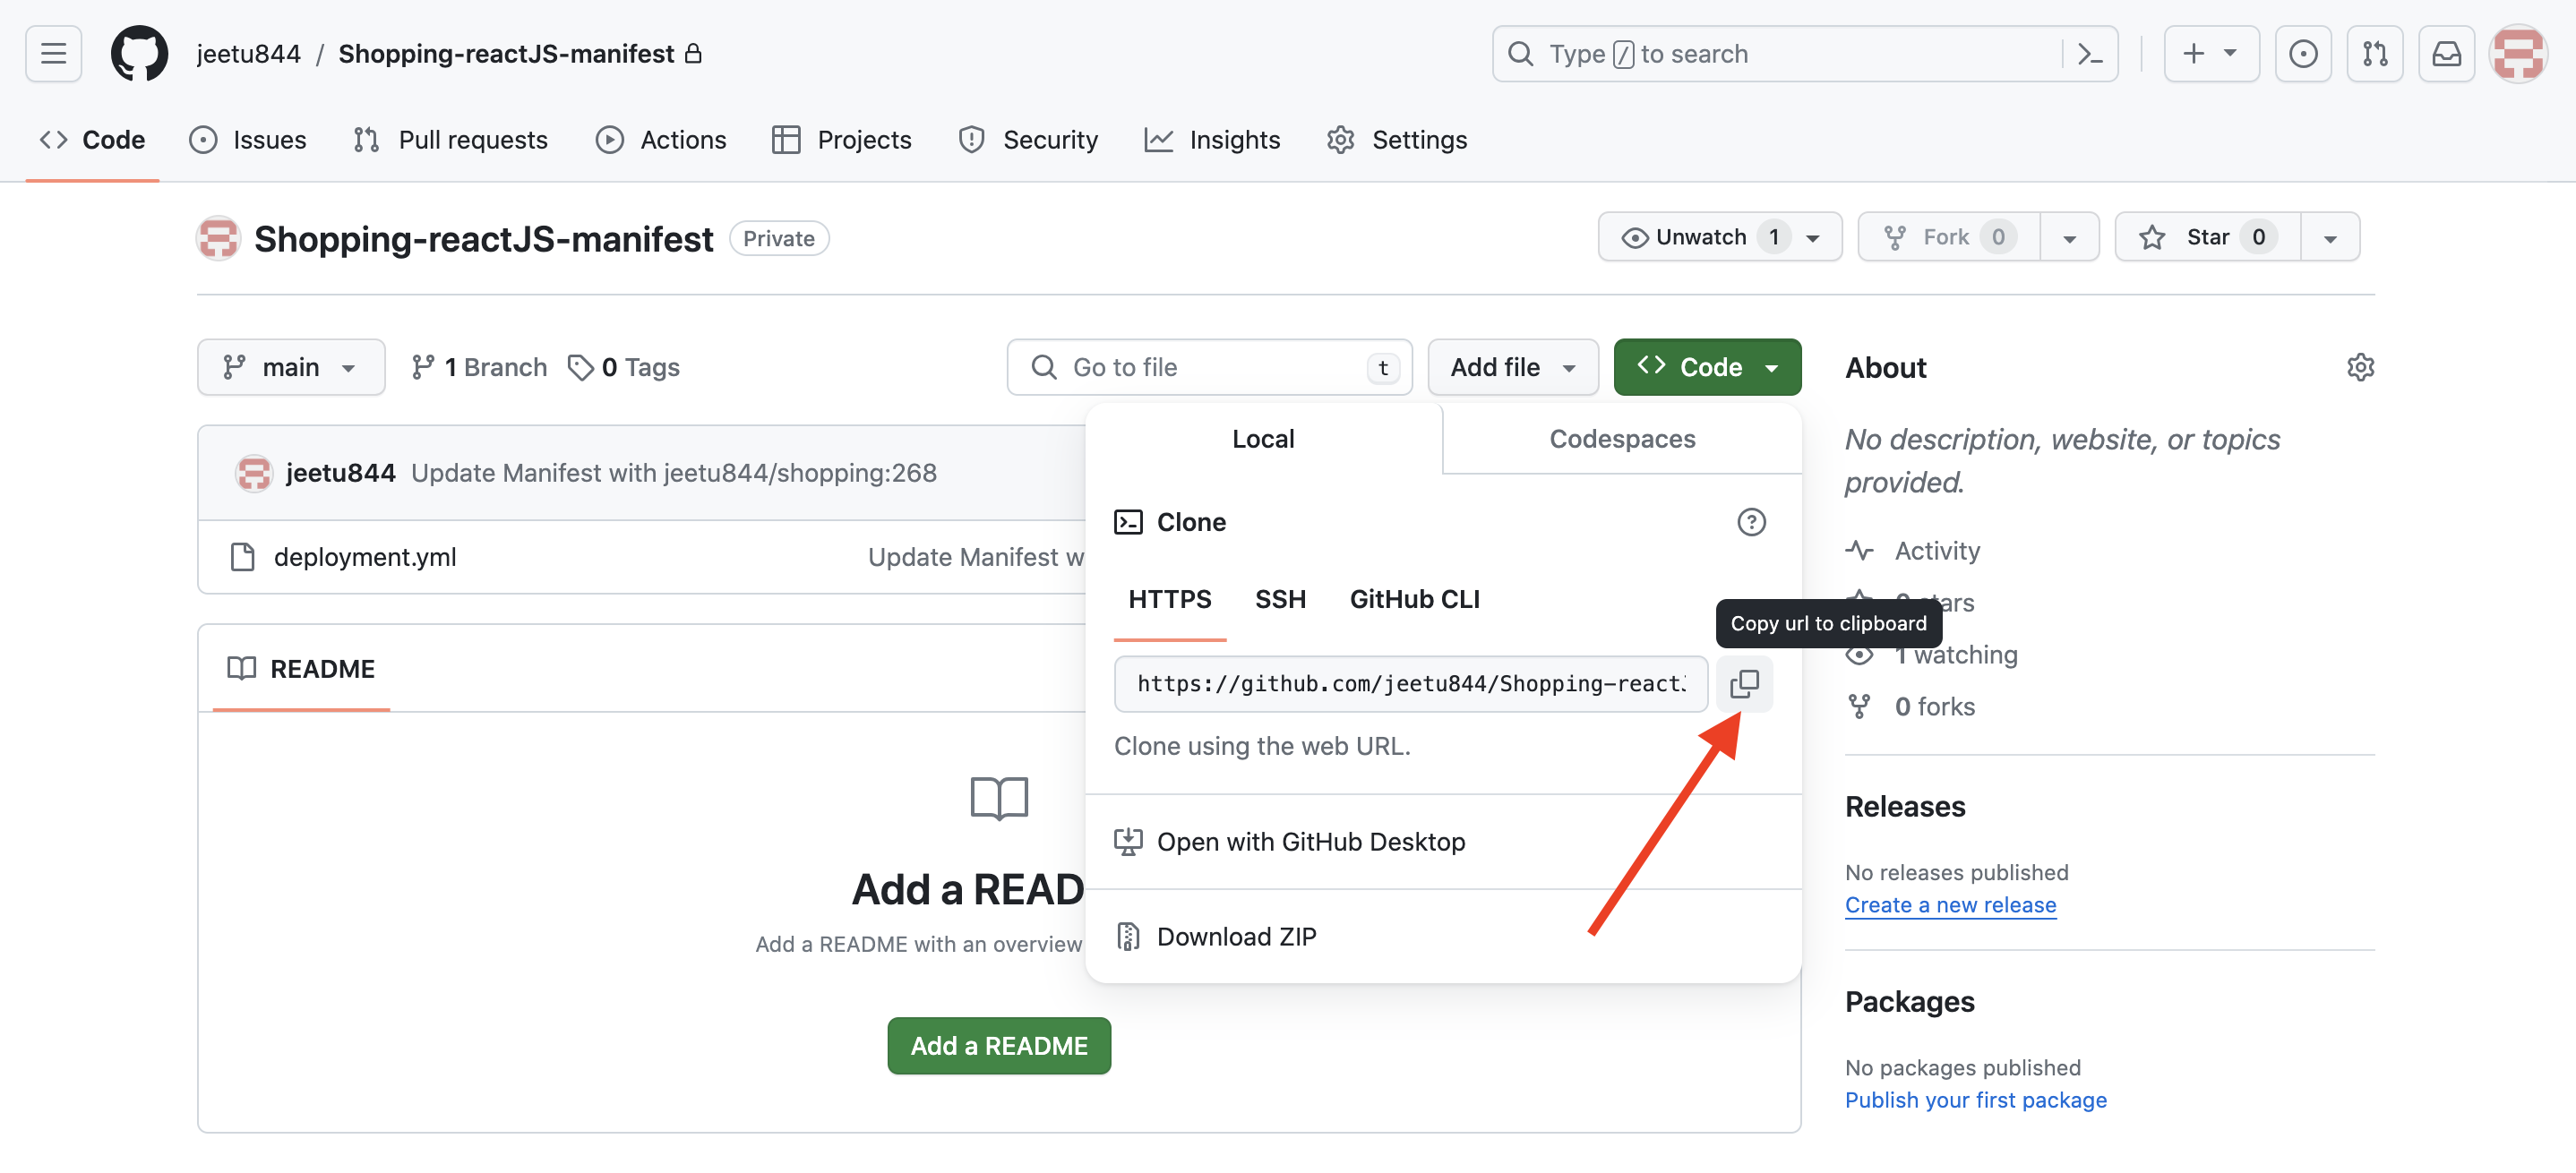 jeetu844 / Shopping-reactJS-manifest
Type / to search
Code Issues Pull requests Actions Projects Security Insights Settings
Shopping-reactJS-manifest Private
Unwatch 1 Fork 0 Star 0
main 1 Branch 0 Tags
Go to file t Add file Code
Local Codespaces
jeetu844 Update Manifest with jeetu844/shopping:268
Clone
deployment.yml Update Manifest
HTTPS SSH GitHub CLI
Copy url to clipboard
https://github.com/jeetu844/Shopping-react
Clone using the web URL.
Open with GitHub Desktop
Download ZIP
README
Add a READ
Add a README with an overview
Add a README
About
No description, website, or topics
provided.
Activity
1 watching
0 forks
Releases
No releases published
Create a new release
Packages
No packages published
Publish your first package